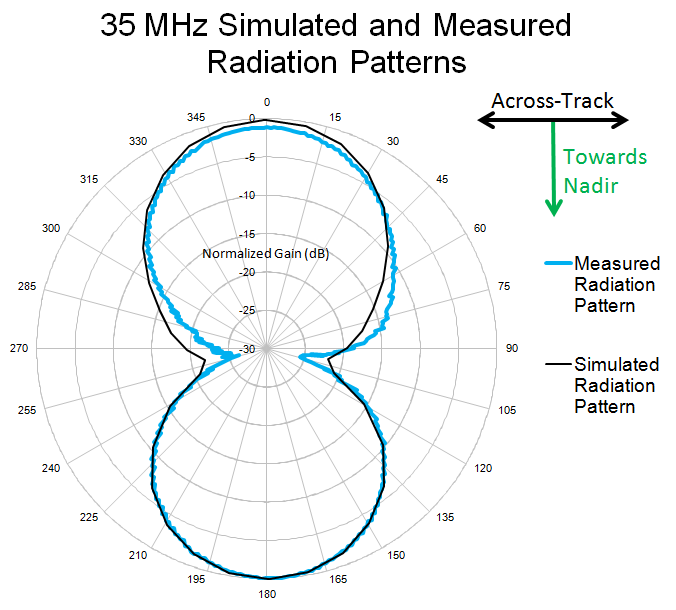 35 MHz Simulated and Measured
Radiation Patterns
0
15
30
45
60
75
90
105
120
135
150
165
180
195
210
225
240
255
270
285
300
315
330
345
0
-5
-10
-15
-20
-25
-30
Normalized Gain (dB)
Across-Track
Towards
Nadir
Measured
Radiation
Pattern
Simulated
Radiation
Pattern